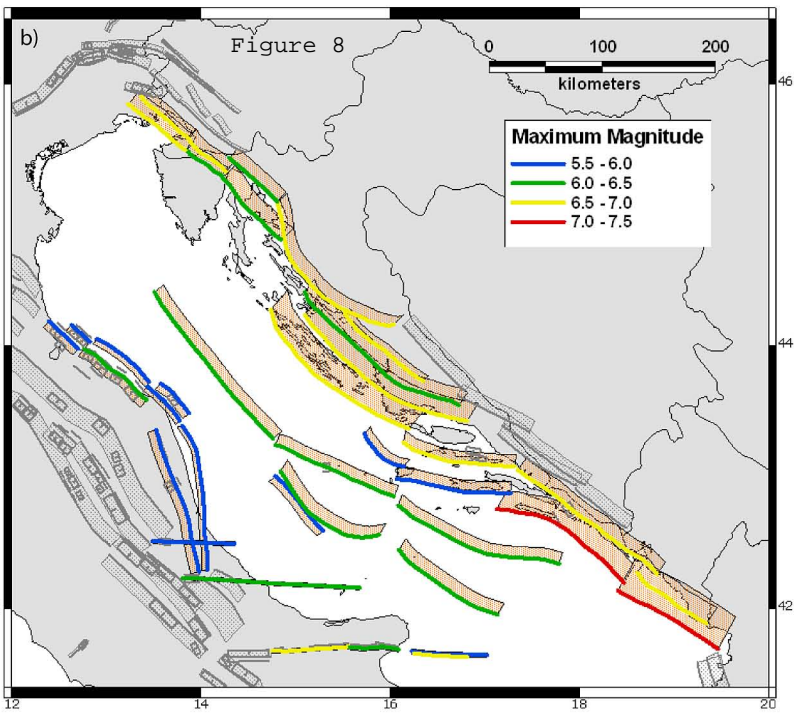 b)
Figure 8
0 100 200
kilometers
Maximum Magnitude
5.5 - 6.0
6.0 - 6.5
6.5 - 7.0
7.0 - 7.5
46
44
42
12 14 16 18 20